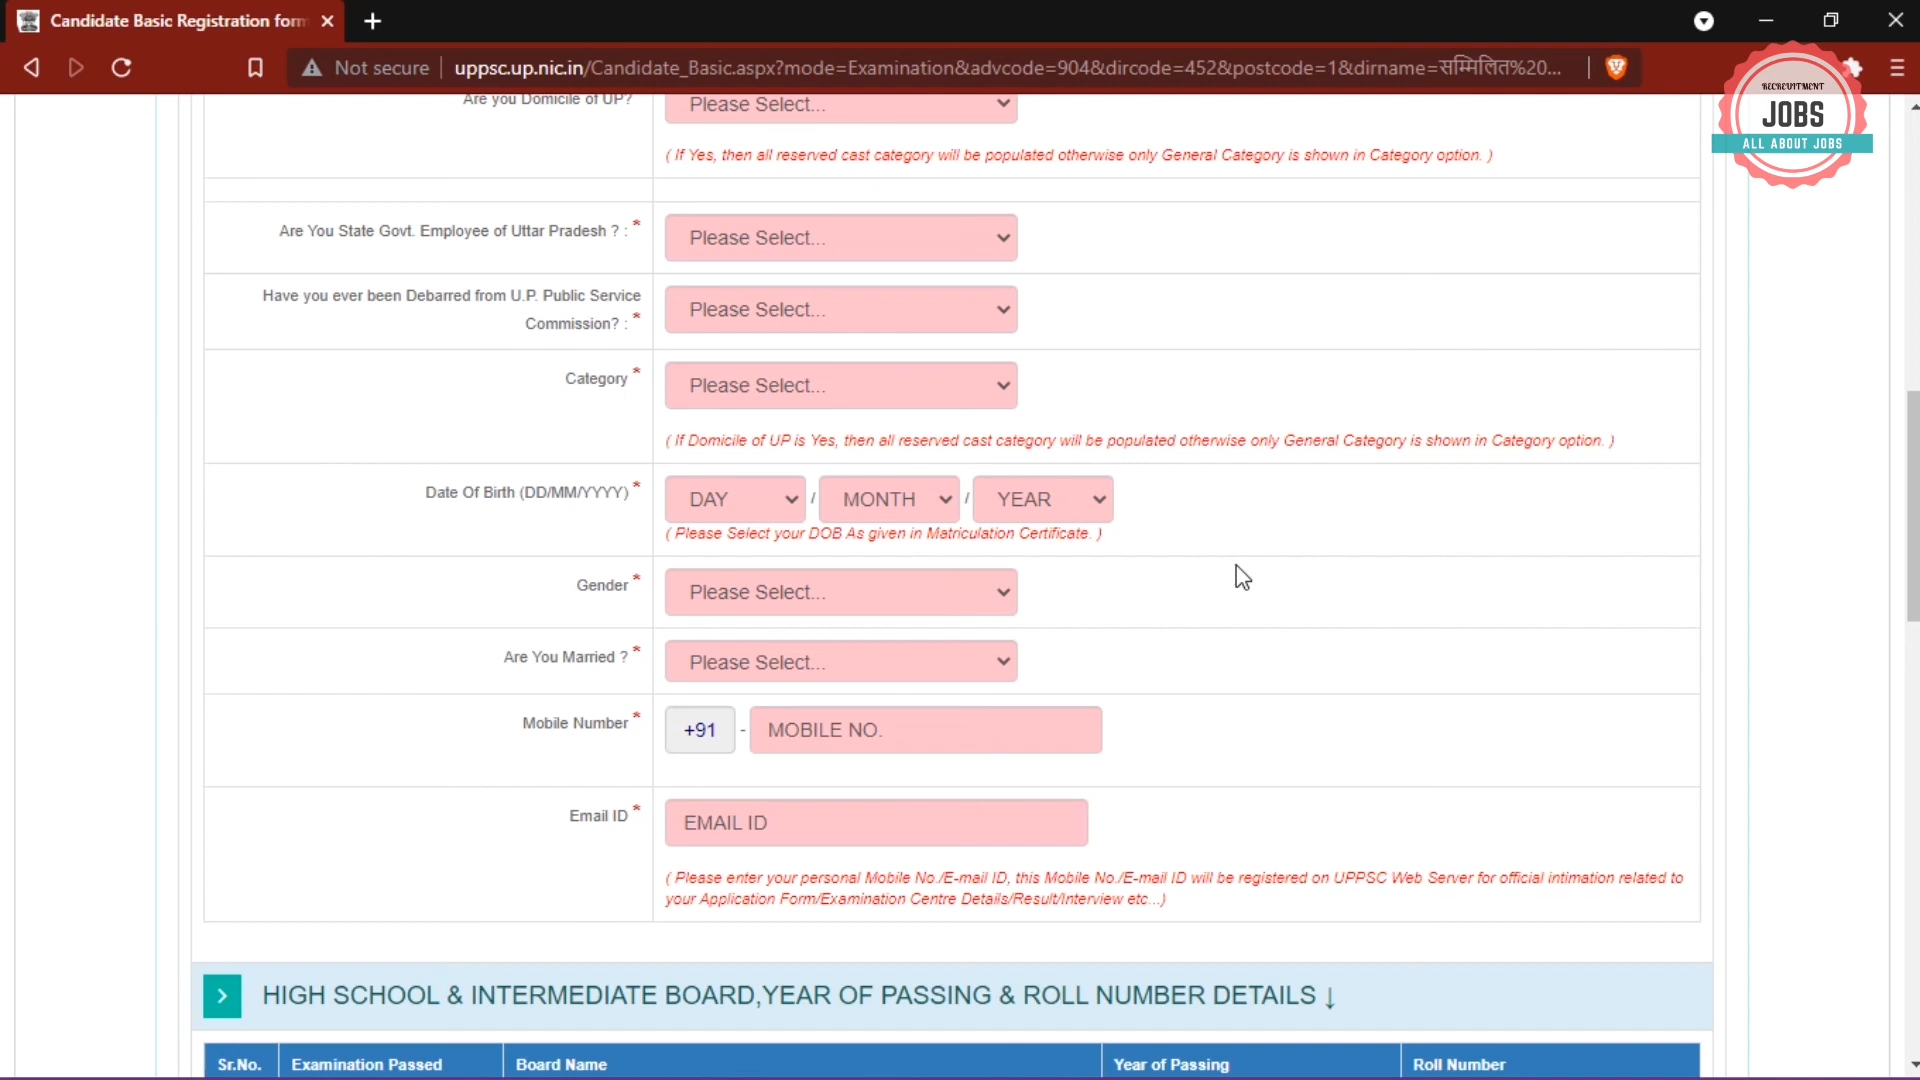 Candidate Basic Registration form
Not secure
uppsc.up.nic.in/Candidate_Basic.aspx?mode=Examination&advcode=904&dircode=452&postcode=1&dirname=सम्मिलित%20...
RECREUITMENT
JOBS
ALL ABOUT JOBS
Are you Domicile of UP?
Please Select...
( If Yes, then all reserved cast category will be populated otherwise only General Category is shown in Category option. )
Are You State Govt. Employee of Uttar Pradesh ? : *
Please Select...
Have you ever been Debarred from U.P. Public Service
Commission? : *
Please Select...
Category *
Please Select...
( If Domicile of UP is Yes, then all reserved cast category will be populated otherwise only General Category is shown in Category option. )
Date Of Birth (DD/MM/YYYY) *
DAY / MONTH / YEAR
( Please Select your DOB As given in Matriculation Certificate. )
Gender *
Please Select...
Are You Married ? *
Please Select...
Mobile Number *
+91 - MOBILE NO.
Email ID *
EMAIL ID
( Please enter your personal Mobile No./E-mail ID, this Mobile No./E-mail ID will be registered on UPPSC Web Server for official intimation related to
your Application Form/Examination Centre Details/Result/Interview etc...)
HIGH SCHOOL & INTERMEDIATE BOARD,YEAR OF PASSING & ROLL NUMBER DETAILS ↓
Sr.No. Examination Passed Board Name Year of Passing Roll Number